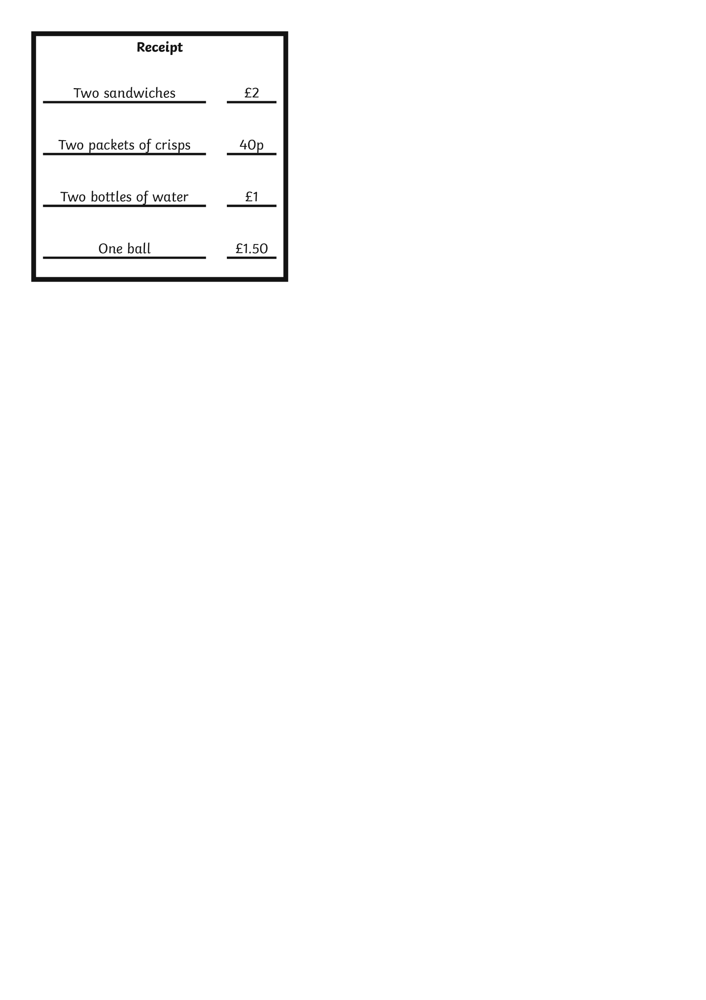 Receipt
Two sandwiches £2
Two packets of crisps 40p
Two bottles of water £1
One ball £1.50